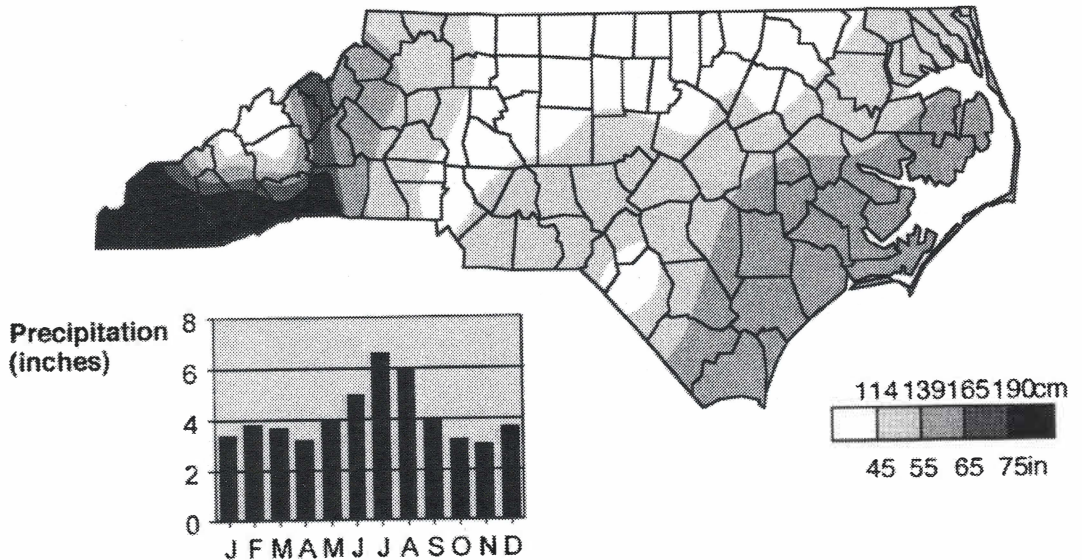 Precipitation
(inches)
8
6
4
2
0
J F M A M J J A S O N D
114 139 165 190cm
45 55 65 75in